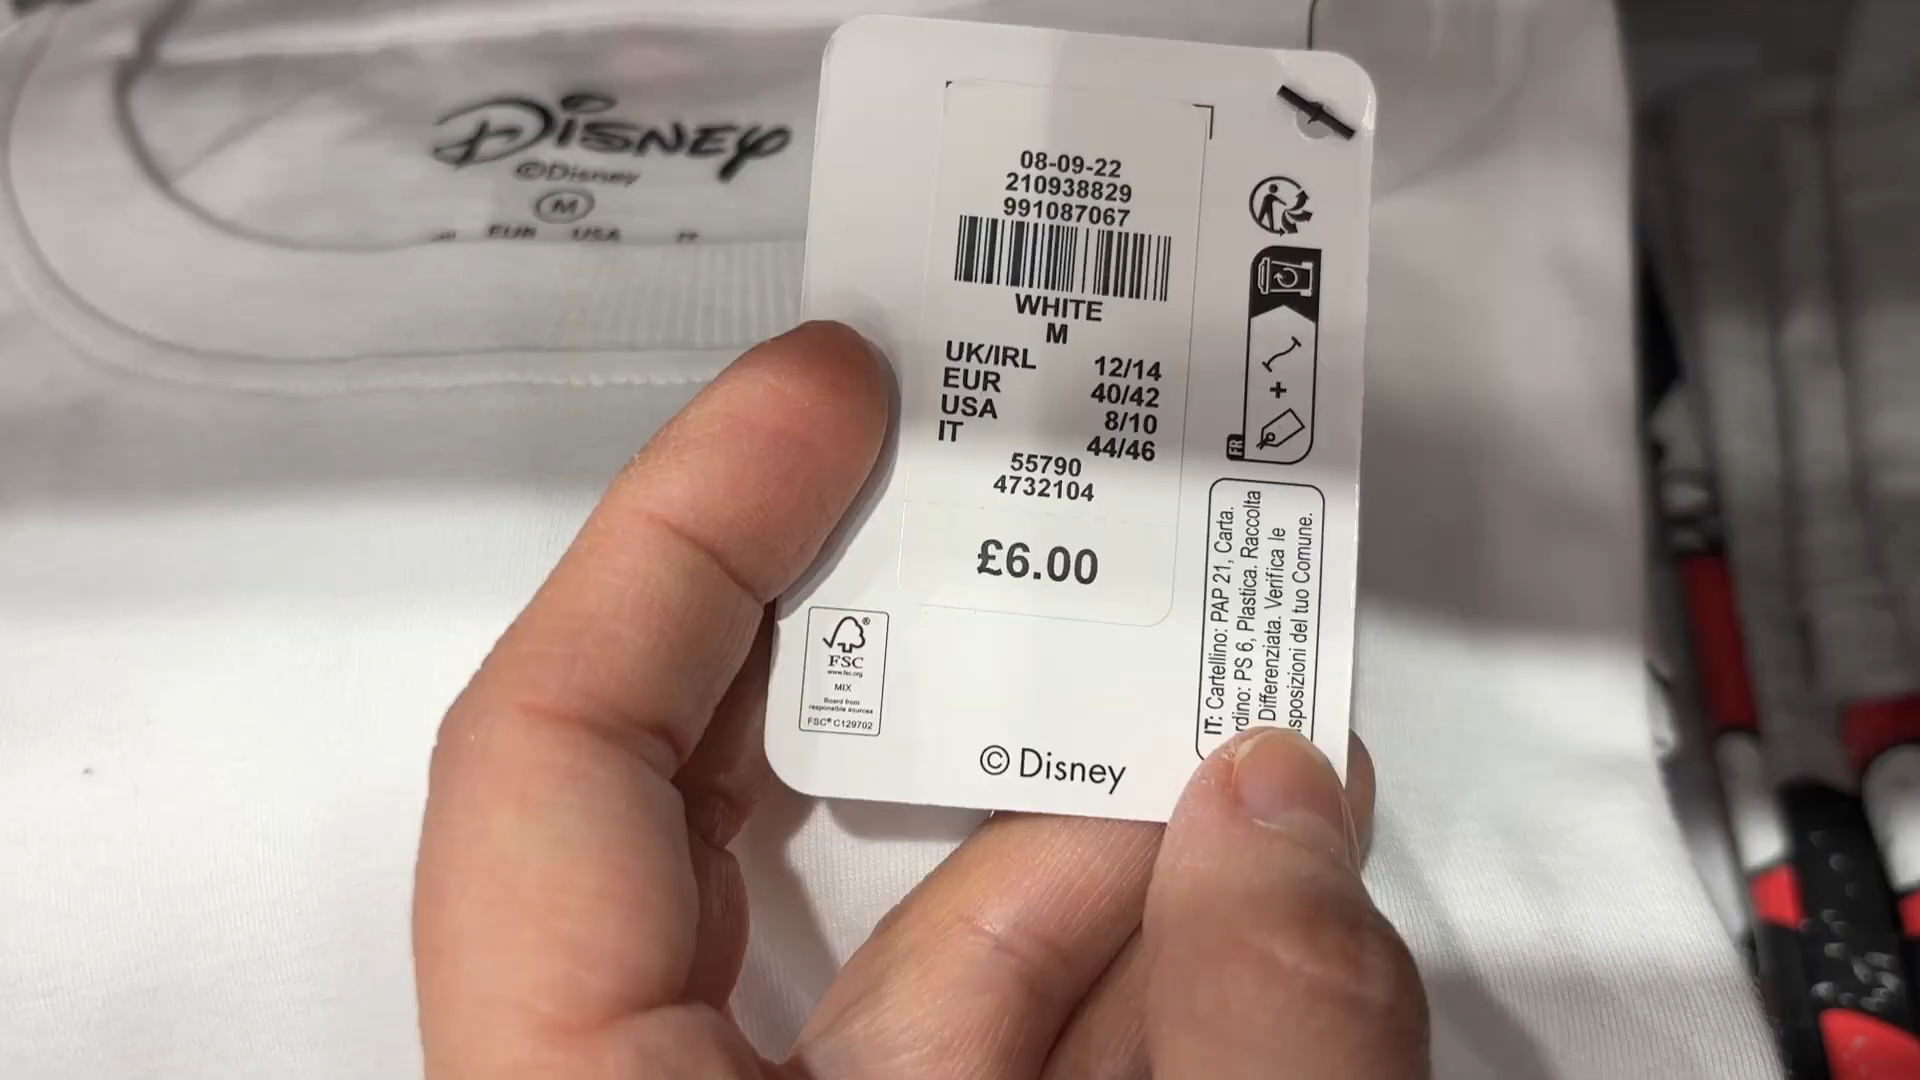 Disney
©Disney
M
EUR USA IT
08-09-22
210938829
991087067
WHITE
M
UK/IRL 12/14
EUR 40/42
USA 8/10
IT 44/46
55790
4732104
£6.00
FR
+
IT: Cartellino: PAP 21, Carta.
rdino: PS 6, Plastica. Raccolta
Differenziata. Verifica le
sposizioni del tuo Comune.
FSC®
www.fsc.org
MIX
Board from
responsible sources
FSC® C129702
© Disney